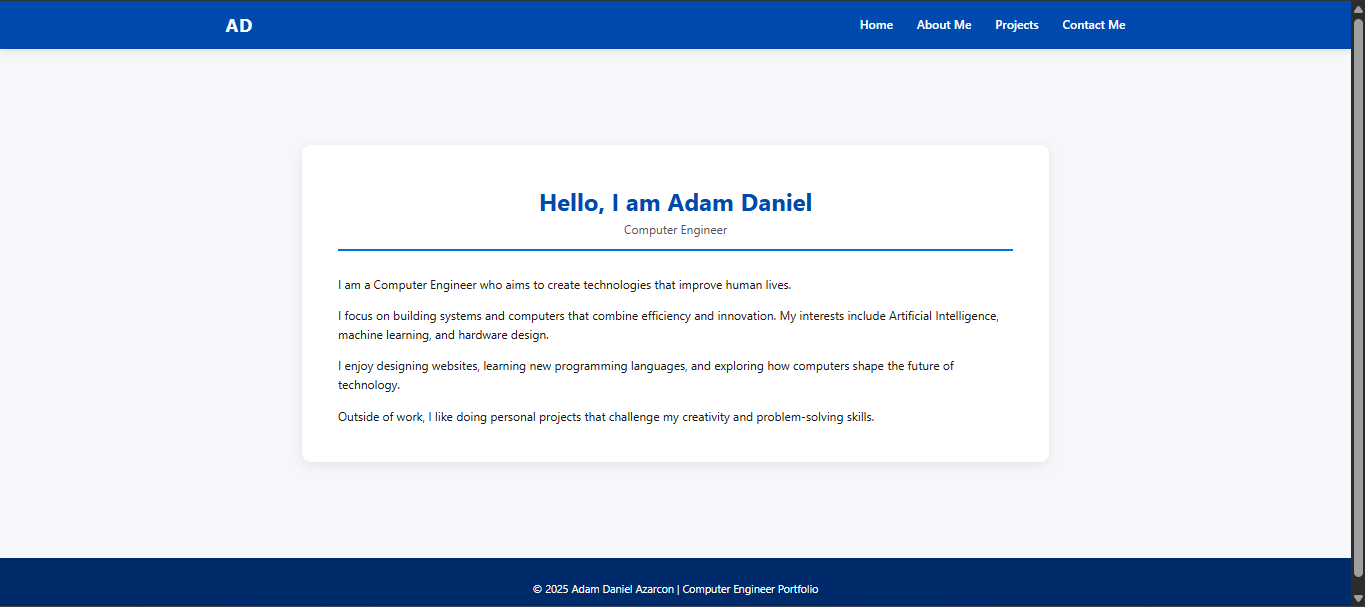 AD
Home About Me Projects Contact Me
Hello, I am Adam Daniel
Computer Engineer
I am a Computer Engineer who aims to create technologies that improve human lives.
I focus on building systems and computers that combine efficiency and innovation. My interests include Artificial Intelligence,
machine learning, and hardware design.
I enjoy designing websites, learning new programming languages, and exploring how computers shape the future of
technology.
Outside of work, I like doing personal projects that challenge my creativity and problem-solving skills.
© 2025 Adam Daniel Azarcon | Computer Engineer Portfolio